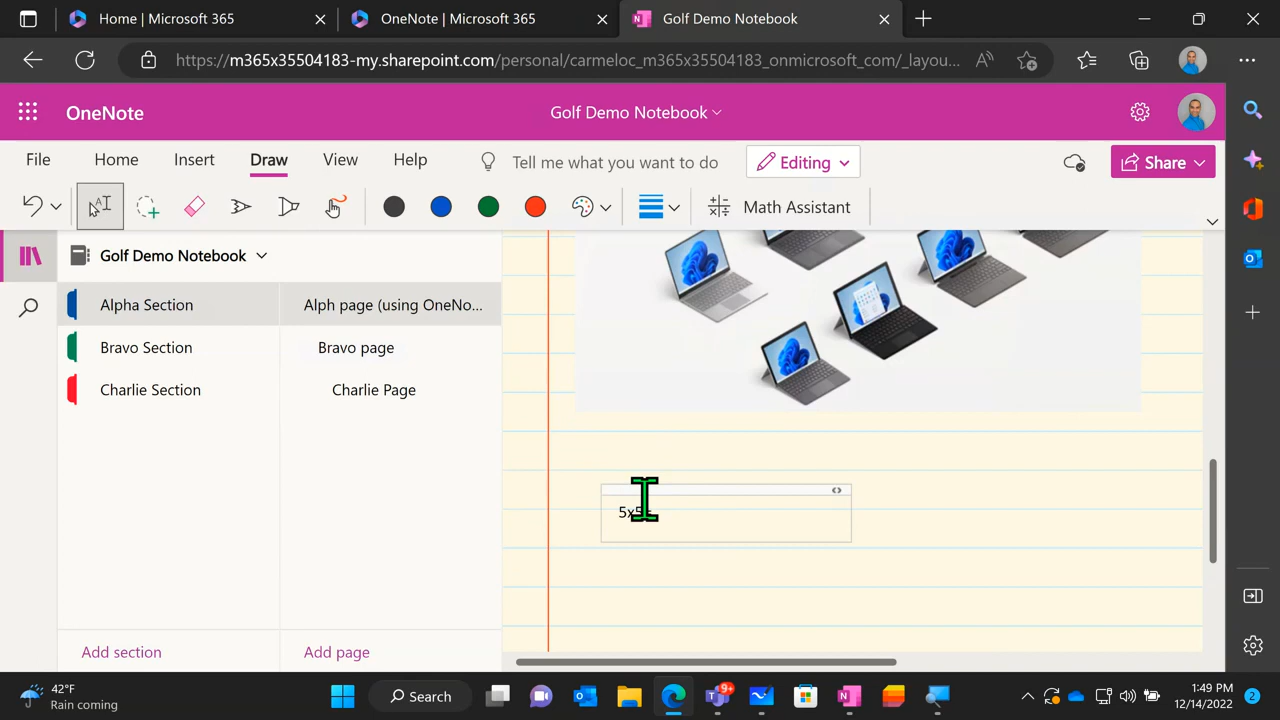 Home | Microsoft 365
OneNote | Microsoft 365
Golf Demo Notebook
https://m365x35504183-my.sharepoint.com/personal/carmeloc_m365x35504183_onmicrosoft_com/_layou...
OneNote
Golf Demo Notebook
File Home Insert Draw View Help Tell me what you want to do Editing Share
Math Assistant
Golf Demo Notebook
Alpha Section
Alph page (using OneNo...
Bravo Section
Bravo page
Charlie Section
Charlie Page
5x5
Add section
Add page
42°F
Rain coming
Search
9+
1:49 PM
12/14/2022
2